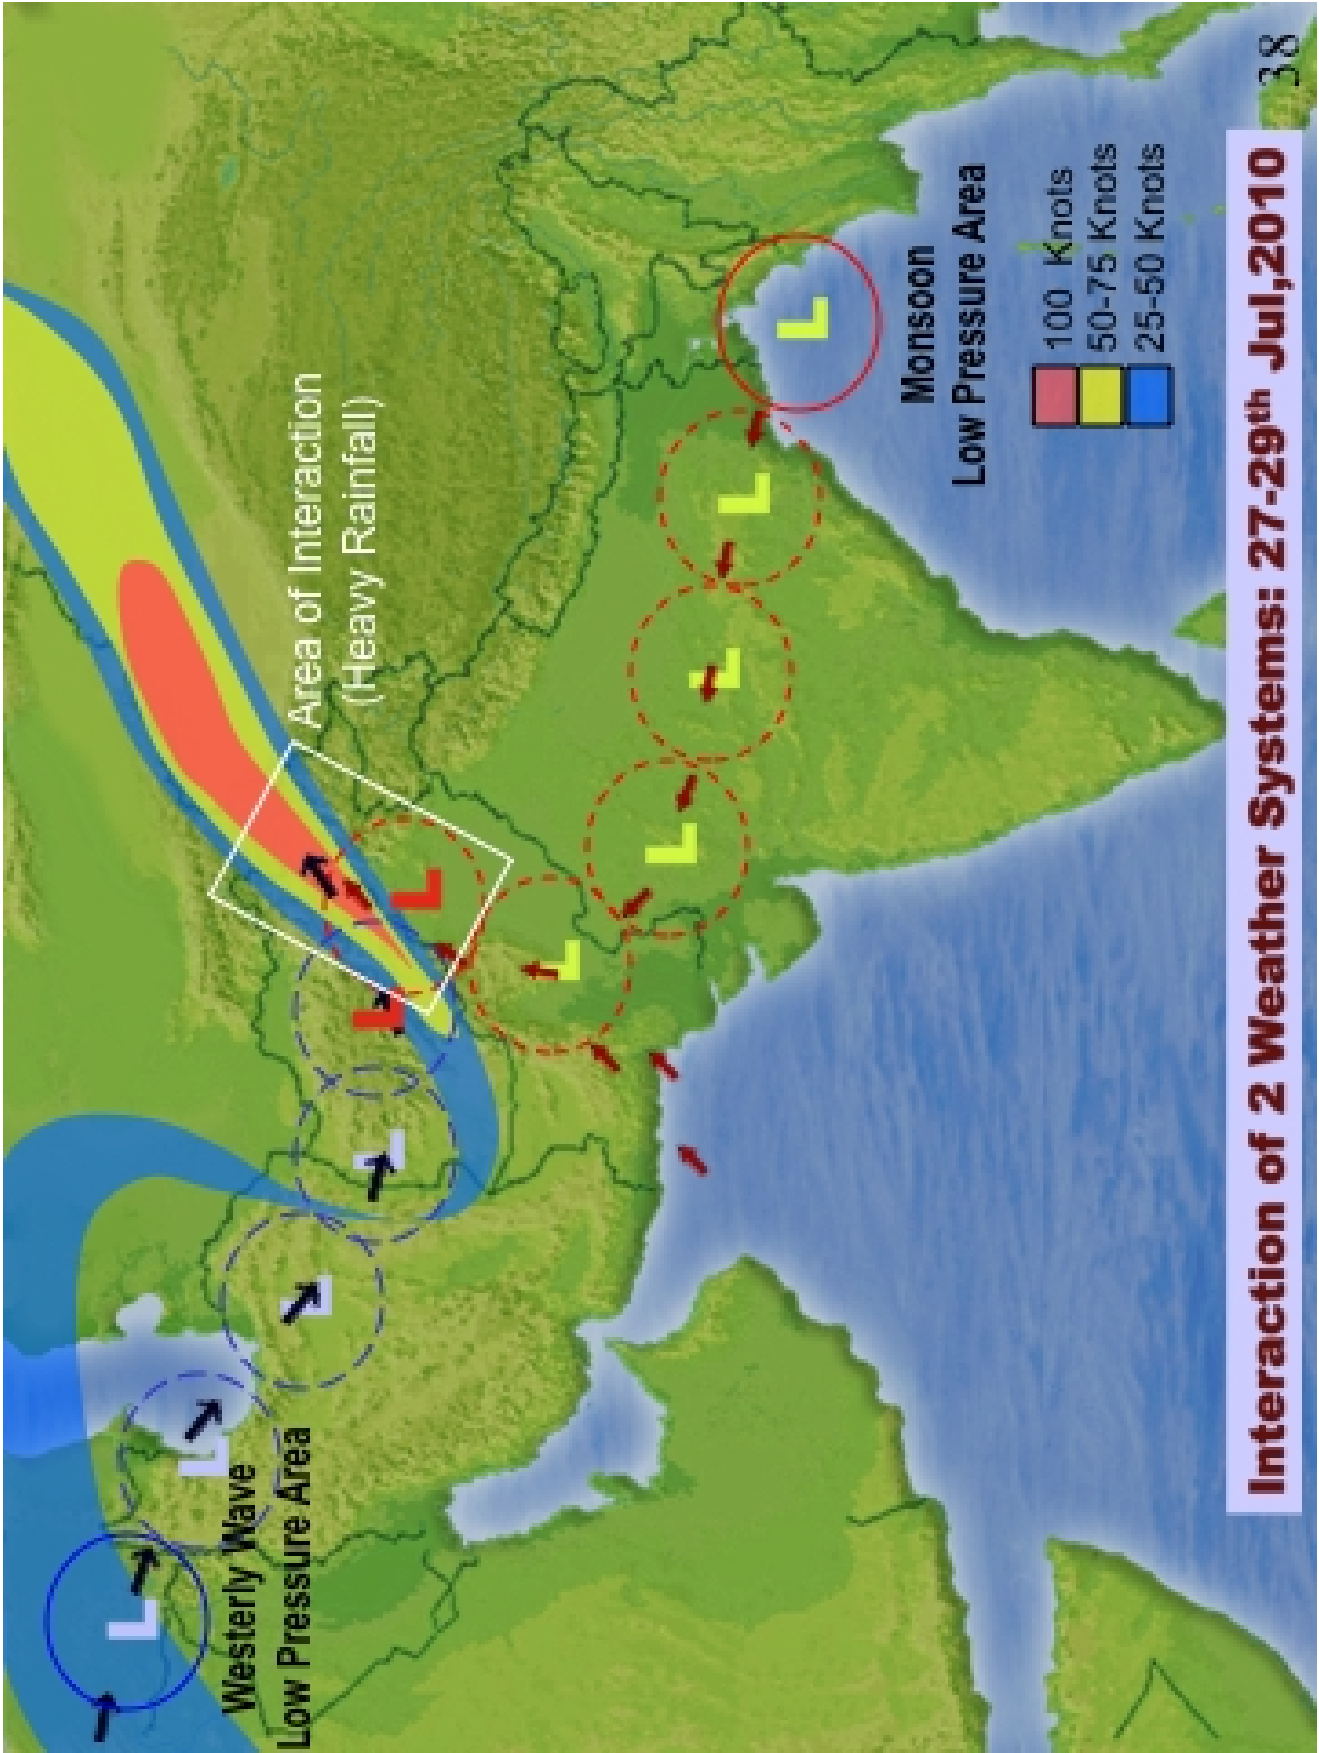 Area of Interaction
(Heavy Rainfall)
Westerly Wave
Low Pressure Area
Monsoon
Low Pressure Area
100 Knots
50-75 Knots
25-50 Knots
L
L
L
L
L
L
L
L
L
L
L
Interaction of 2 Weather Systems: 27-29th Jul,2010
38